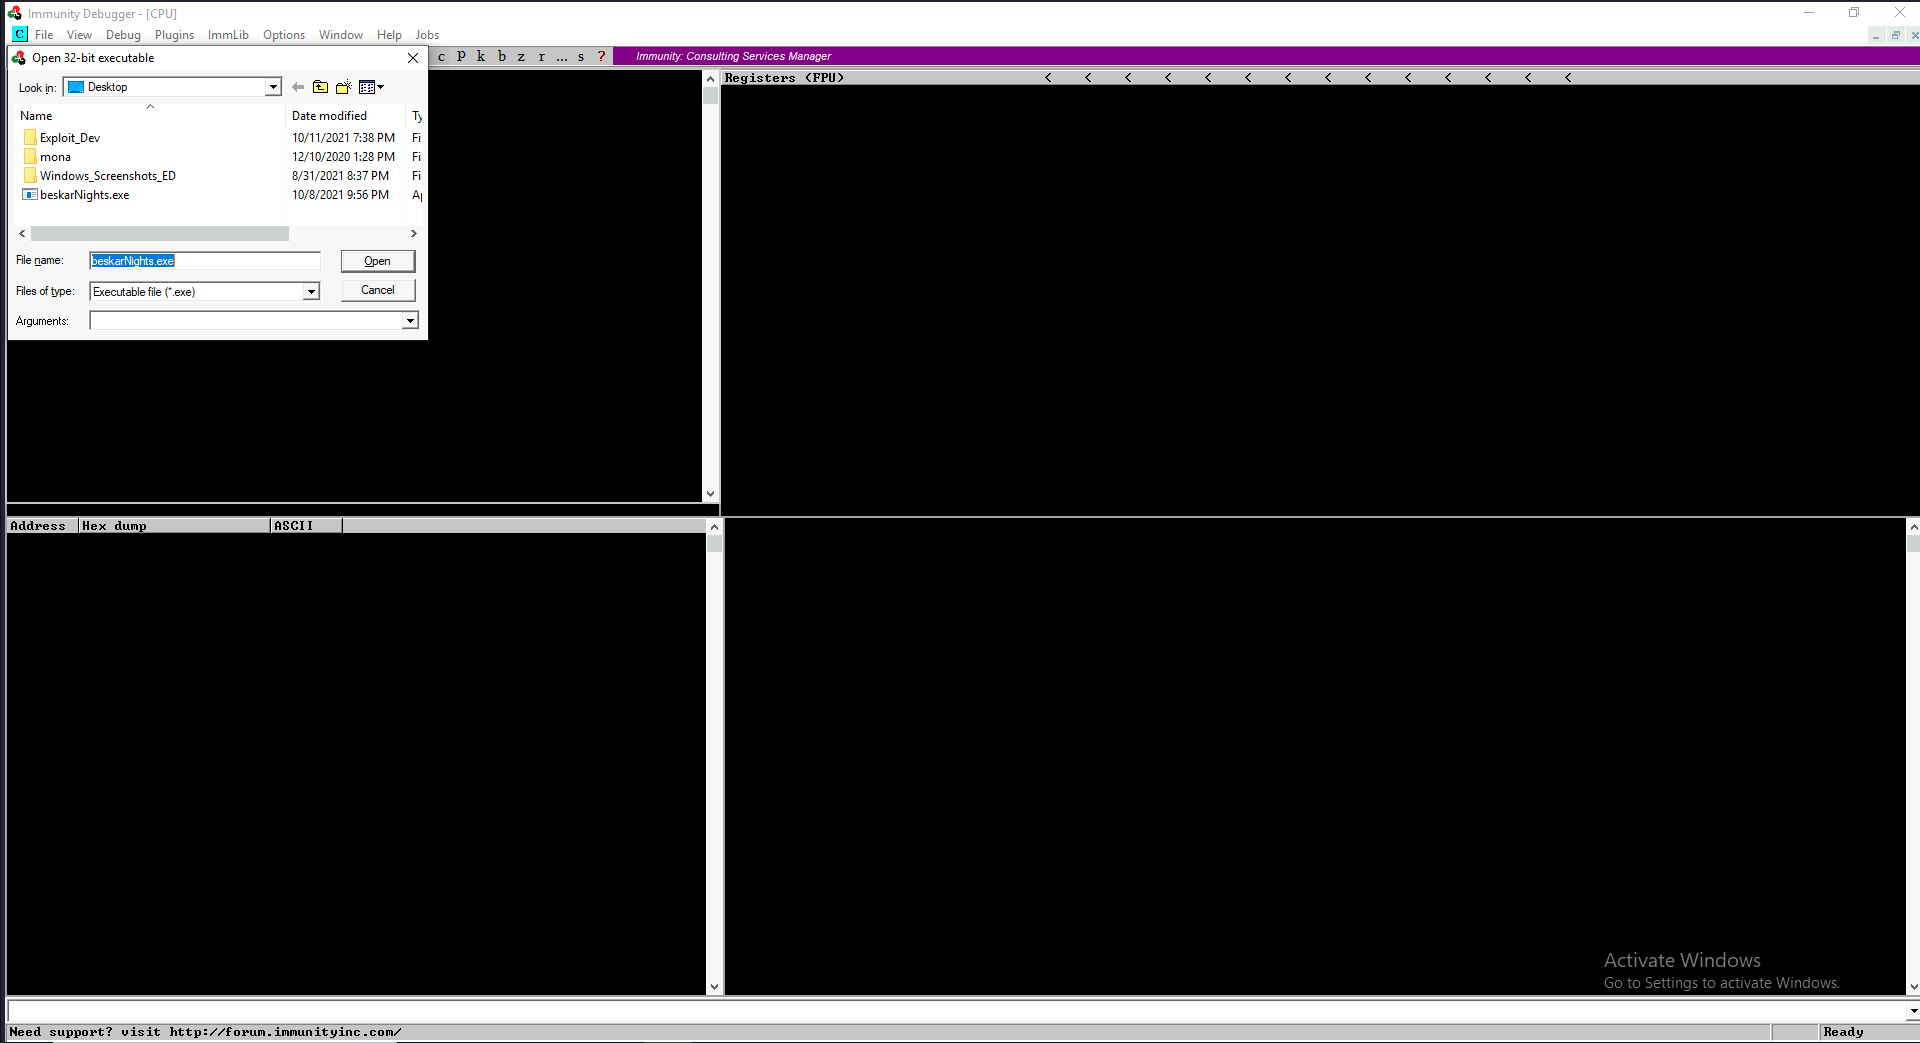 Immunity Debugger - [CPU]
C File View Debug Plugins ImmLib Options Window Help Jobs
Open 32-bit executable
c P k b z r ... s ?
Immunity: Consulting Services Manager
Look in: Desktop
Registers (FPU) < < < < < < < < < < < < < <
Name Date modified Ty
Exploit_Dev 10/11/2021 7:38 PM Fi
mona 12/10/2020 1:28 PM Fi
Windows_Screenshots_ED 8/31/2021 8:37 PM Fi
beskarNights.exe 10/8/2021 9:56 PM Ap
File name: beskarNights.exe Open
Files of type: Executable file (*.exe) Cancel
Arguments:
Address Hex dump ASCII
Activate Windows
Go to Settings to activate Windows.
Need support? visit http://forum.immunityinc.com/ Ready